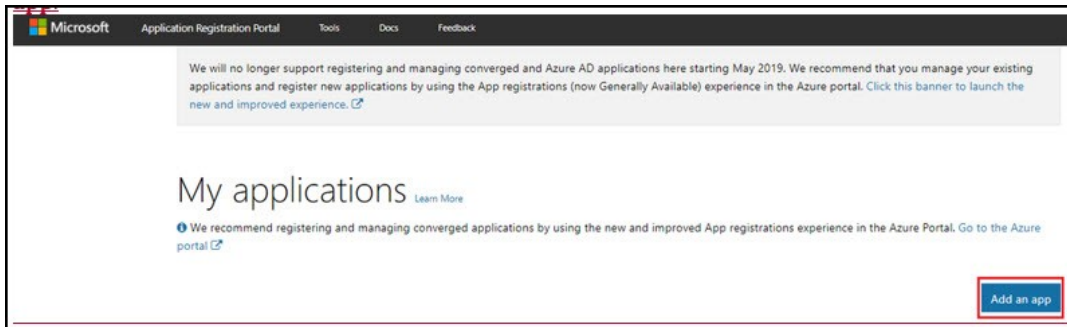 Microsoft Application Registration Portal Tools Docs Feedback
We will no longer support registering and managing converged and Azure AD applications here starting May 2019. We recommend that you manage your existing
applications and register new applications by using the App registrations (now Generally Available) experience in the Azure portal. Click this banner to launch the
new and improved experience.
My applications Learn More
We recommend registering and managing converged applications by using the new and improved App registrations experience in the Azure Portal. Go to the Azure
portal
Add an app